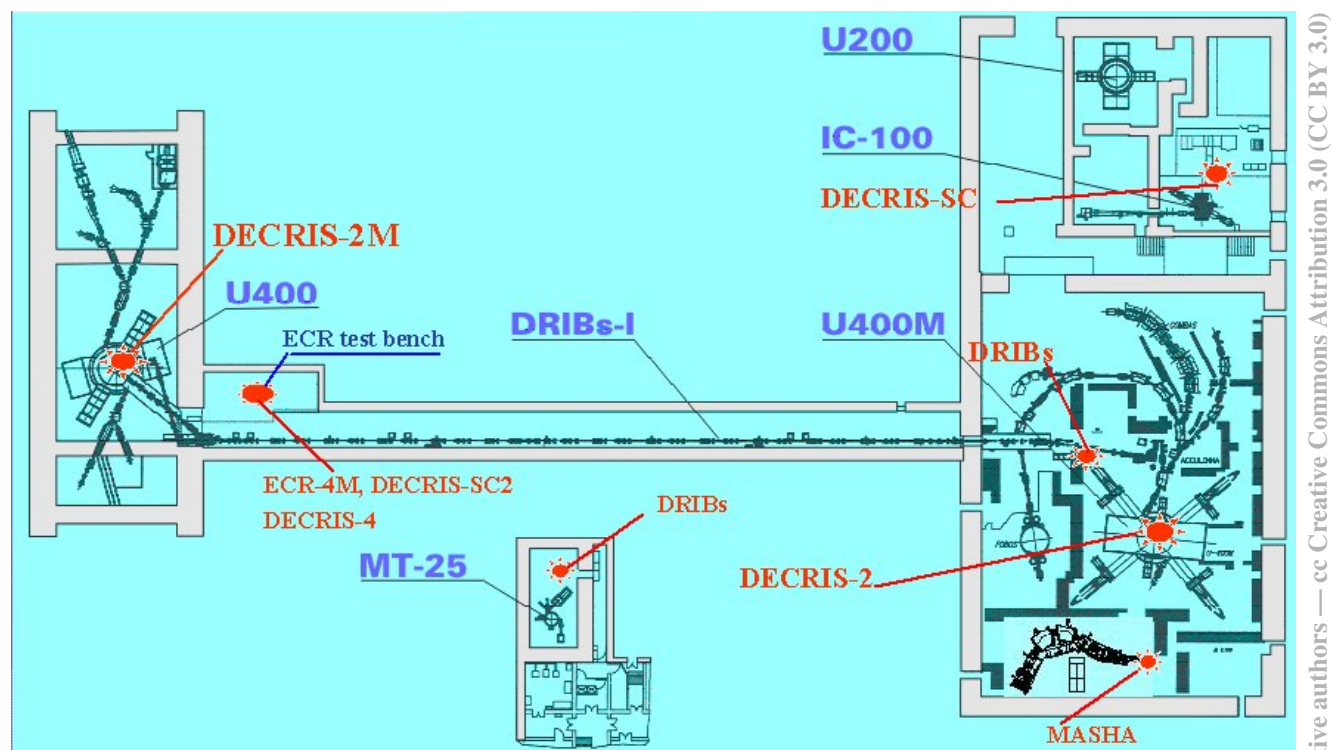 U200
IC-100
DECRIS-SC
DECRIS-2M
U400
ECR test bench
DRIBs-I
U400M
DRIBs
COMBAS
ACCULINNA
ECR-4M, DECRIS-SC2
DECRIS-4
DRIBs
MT-25
FOBOS
U-400M
DECRIS-2
MASHA
ive authors — cc Creative Commons Attribution 3.0 (CC BY 3.0)